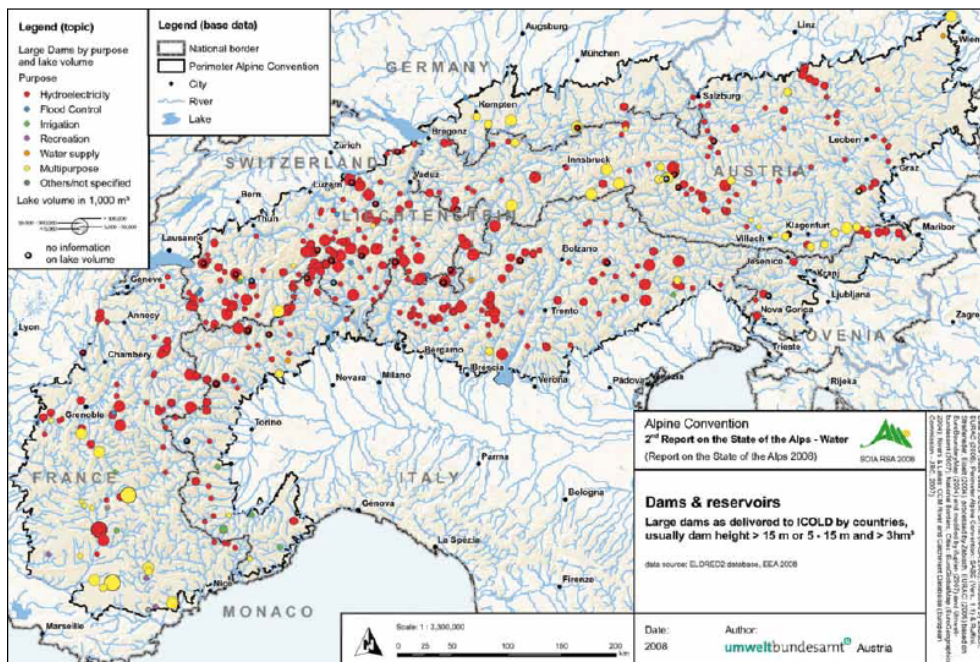 Legend (topic)
Large Dams by purpose
and lake volume
Purpose
Hydroelectricity
Flood Control
Irrigation
Recreation
Water supply
Multipurpose
Others/not specified
Lake volume in 1,000 m³
no information
on lake volume
Legend (base data)
National border
Perimeter Alpine Convention
City
River
Lake
Augsburg
Linz
Wien
München
GERMANY
Salzburg
Kempten
Bregenz
Zürich
Leoben
SWITZERLAND
Vaduz
Innsbruck
AUSTRIA
Graz
Luzern
Bern
LIECHTENSTEIN
Thun
Klagenfurt
Maribor
Lausanne
Villach
Bolzano
Jesenice
Kranj
Geneve
Ljubljana
Annecy
Trento
Nova Gorica
Lyon
SLOVENIA
Zagreb
Trieste
Chambéry
Bergamo
Brescia
Novara
Milano
Verona
Padova
Venezia
Rijeka
Grenoble
Torino
Parma
FRANCE
ITALY
Bologna
Genova
La Spezia
Nice
Firenze
MONACO
Marseille
Alpine Convention
2nd Report on the State of the Alps - Water
(Report on the State of the Alps 2008)
SOIA RSA 2008
Dams & reservoirs
Large dams as delivered to ICOLD by countries,
usually dam height > 15 m or 5 - 15 m and > 3hm³
data source: ELDRED2 database, EEA 2008
Scale: 1 : 3,300,000
0 50 100 150 200
km
Date:
2008
Author:
umweltbundesamt Austria